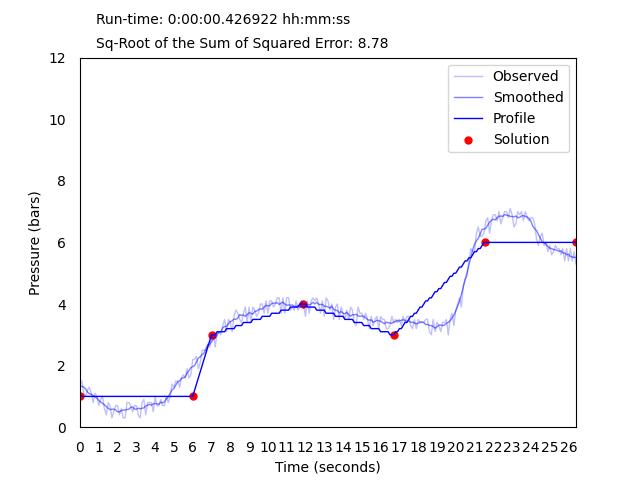 Run-time: 0:00:00.426922 hh:mm:ss
Sq-Root of the Sum of Squared Error: 8.78
Observed
Smoothed
Profile
Solution
12
10
8
6
4
2
0
Pressure (bars)
0 1 2 3 4 5 6 7 8 9 10 11 12 13 14 15 16 17 18 19 20 21 22 23 24 25 26
Time (seconds)